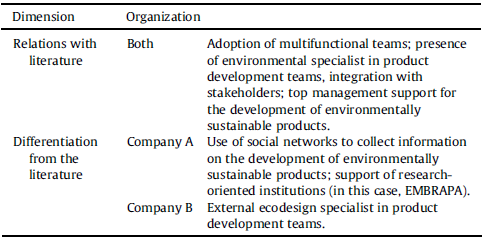 Dimension Organization
Relations with Both Adoption of multifunctional teams; presence
literature of environmental specialist in product
development teams, integration with
stakeholders; top management support for
the development of environmentally
sustainable products.
Differentiation Company A Use of social networks to collect information
from the on the development of environmentally
literature sustainable products; support of research-
oriented institutions (in this case, EMBRAPA).
Company B External ecodesign specialist in product
development teams.